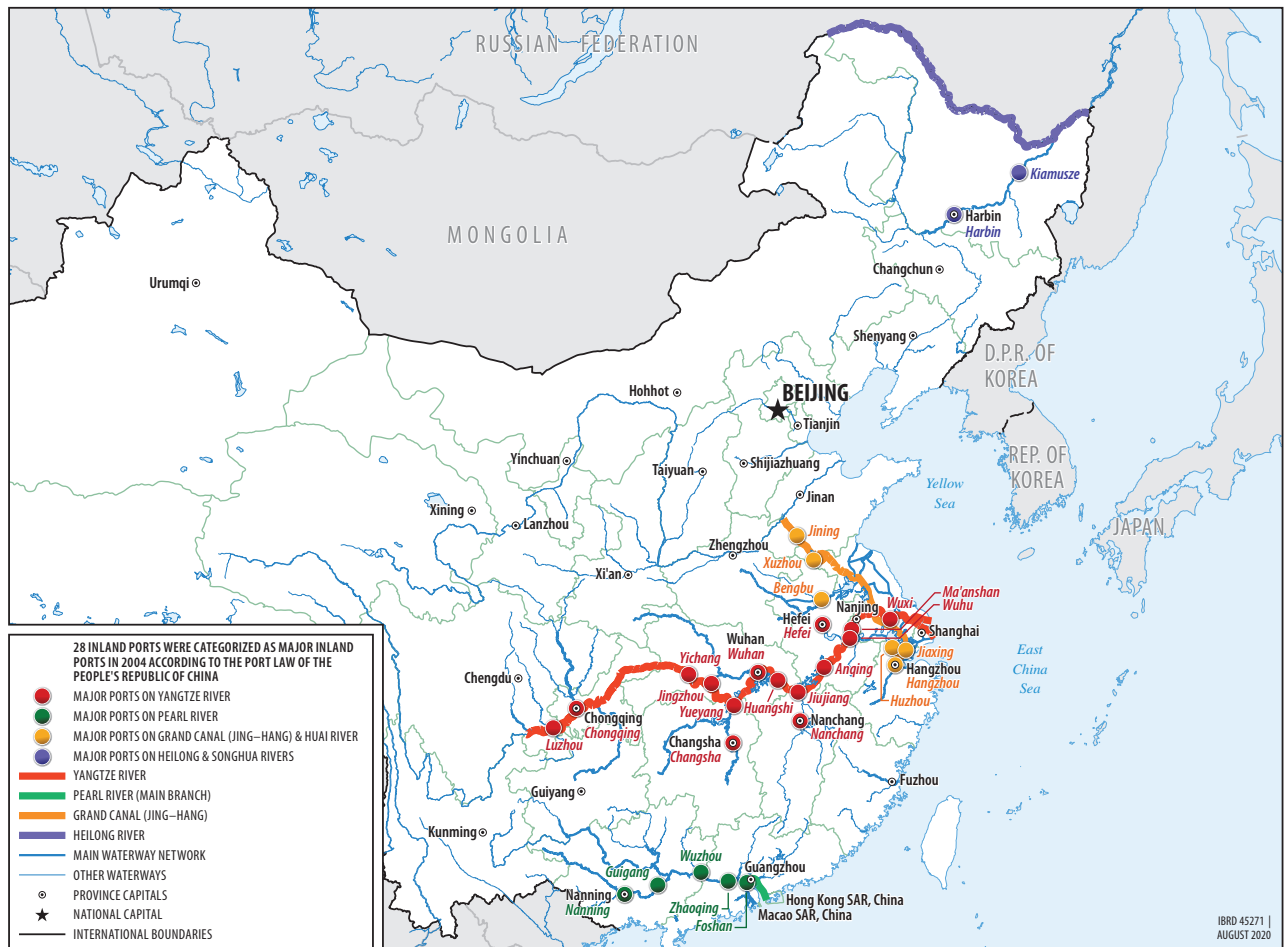 RUSSIAN FEDERATION
MONGOLIA
Kiamusze
Harbin
Harbin
Changchun
Urumqi
Shenyang
D.P.R. OF
KOREA
Hohhot
BEIJING
Tianjin
REP. OF
KOREA
Yinchuan
Taiyuan
Shijiazhuang
Yellow
Sea
Jinan
Xining
Lanzhou
JAPAN
Jining
Zhengzhou
Xuzhou
Xi'an
Bengbu
Nanjing
Wuxi
Ma'anshan
Wuhu
Hefei
Hefei
Shanghai
Wuhan
Wuhan
Jiaxing
East
China
Sea
Yichang
Anqing
Hangzhou
Hangzhou
Chengdu
Jingzhou
Yueyang
Huangshi
Jiujiang
Huzhou
Chongqing
Chongqing
Luzhou
Nanchang
Nanchang
Changsha
Changsha
Guiyang
Fuzhou
Kunming
Wuzhou
Guigang
Guangzhou
Nanning
Nanning
Zhaoqing
Foshan
Hong Kong SAR, China
Macao SAR, China
28 INLAND PORTS WERE CATEGORIZED AS MAJOR INLAND
PORTS IN 2004 ACCORDING TO THE PORT LAW OF THE
PEOPLE'S REPUBLIC OF CHINA
MAJOR PORTS ON YANGTZE RIVER
MAJOR PORTS ON PEARL RIVER
MAJOR PORTS ON GRAND CANAL (JING–HANG) & HUAI RIVER
MAJOR PORTS ON HEILONG & SONGHUA RIVERS
YANGTZE RIVER
PEARL RIVER (MAIN BRANCH)
GRAND CANAL (JING–HANG)
HEILONG RIVER
MAIN WATERWAY NETWORK
OTHER WATERWAYS
PROVINCE CAPITALS
NATIONAL CAPITAL
INTERNATIONAL BOUNDARIES
IBRD 45271 |
AUGUST 2020